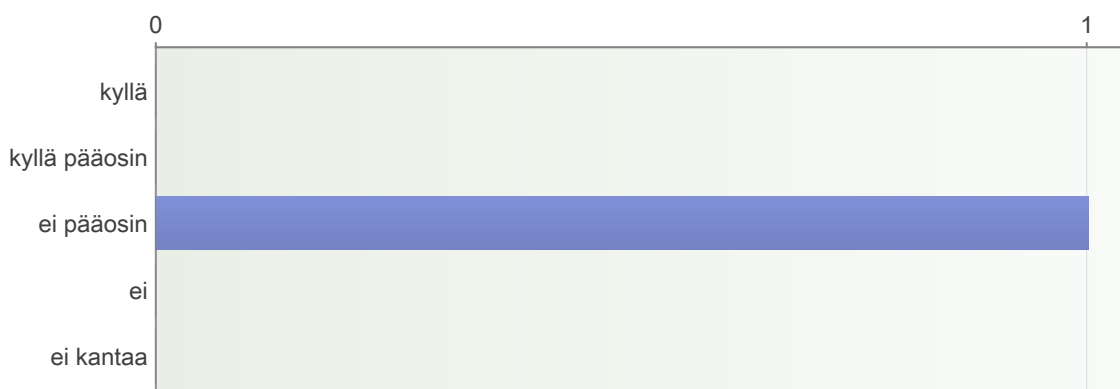 0 1
kyllä
kyllä pääosin
ei pääosin
ei
ei kantaa